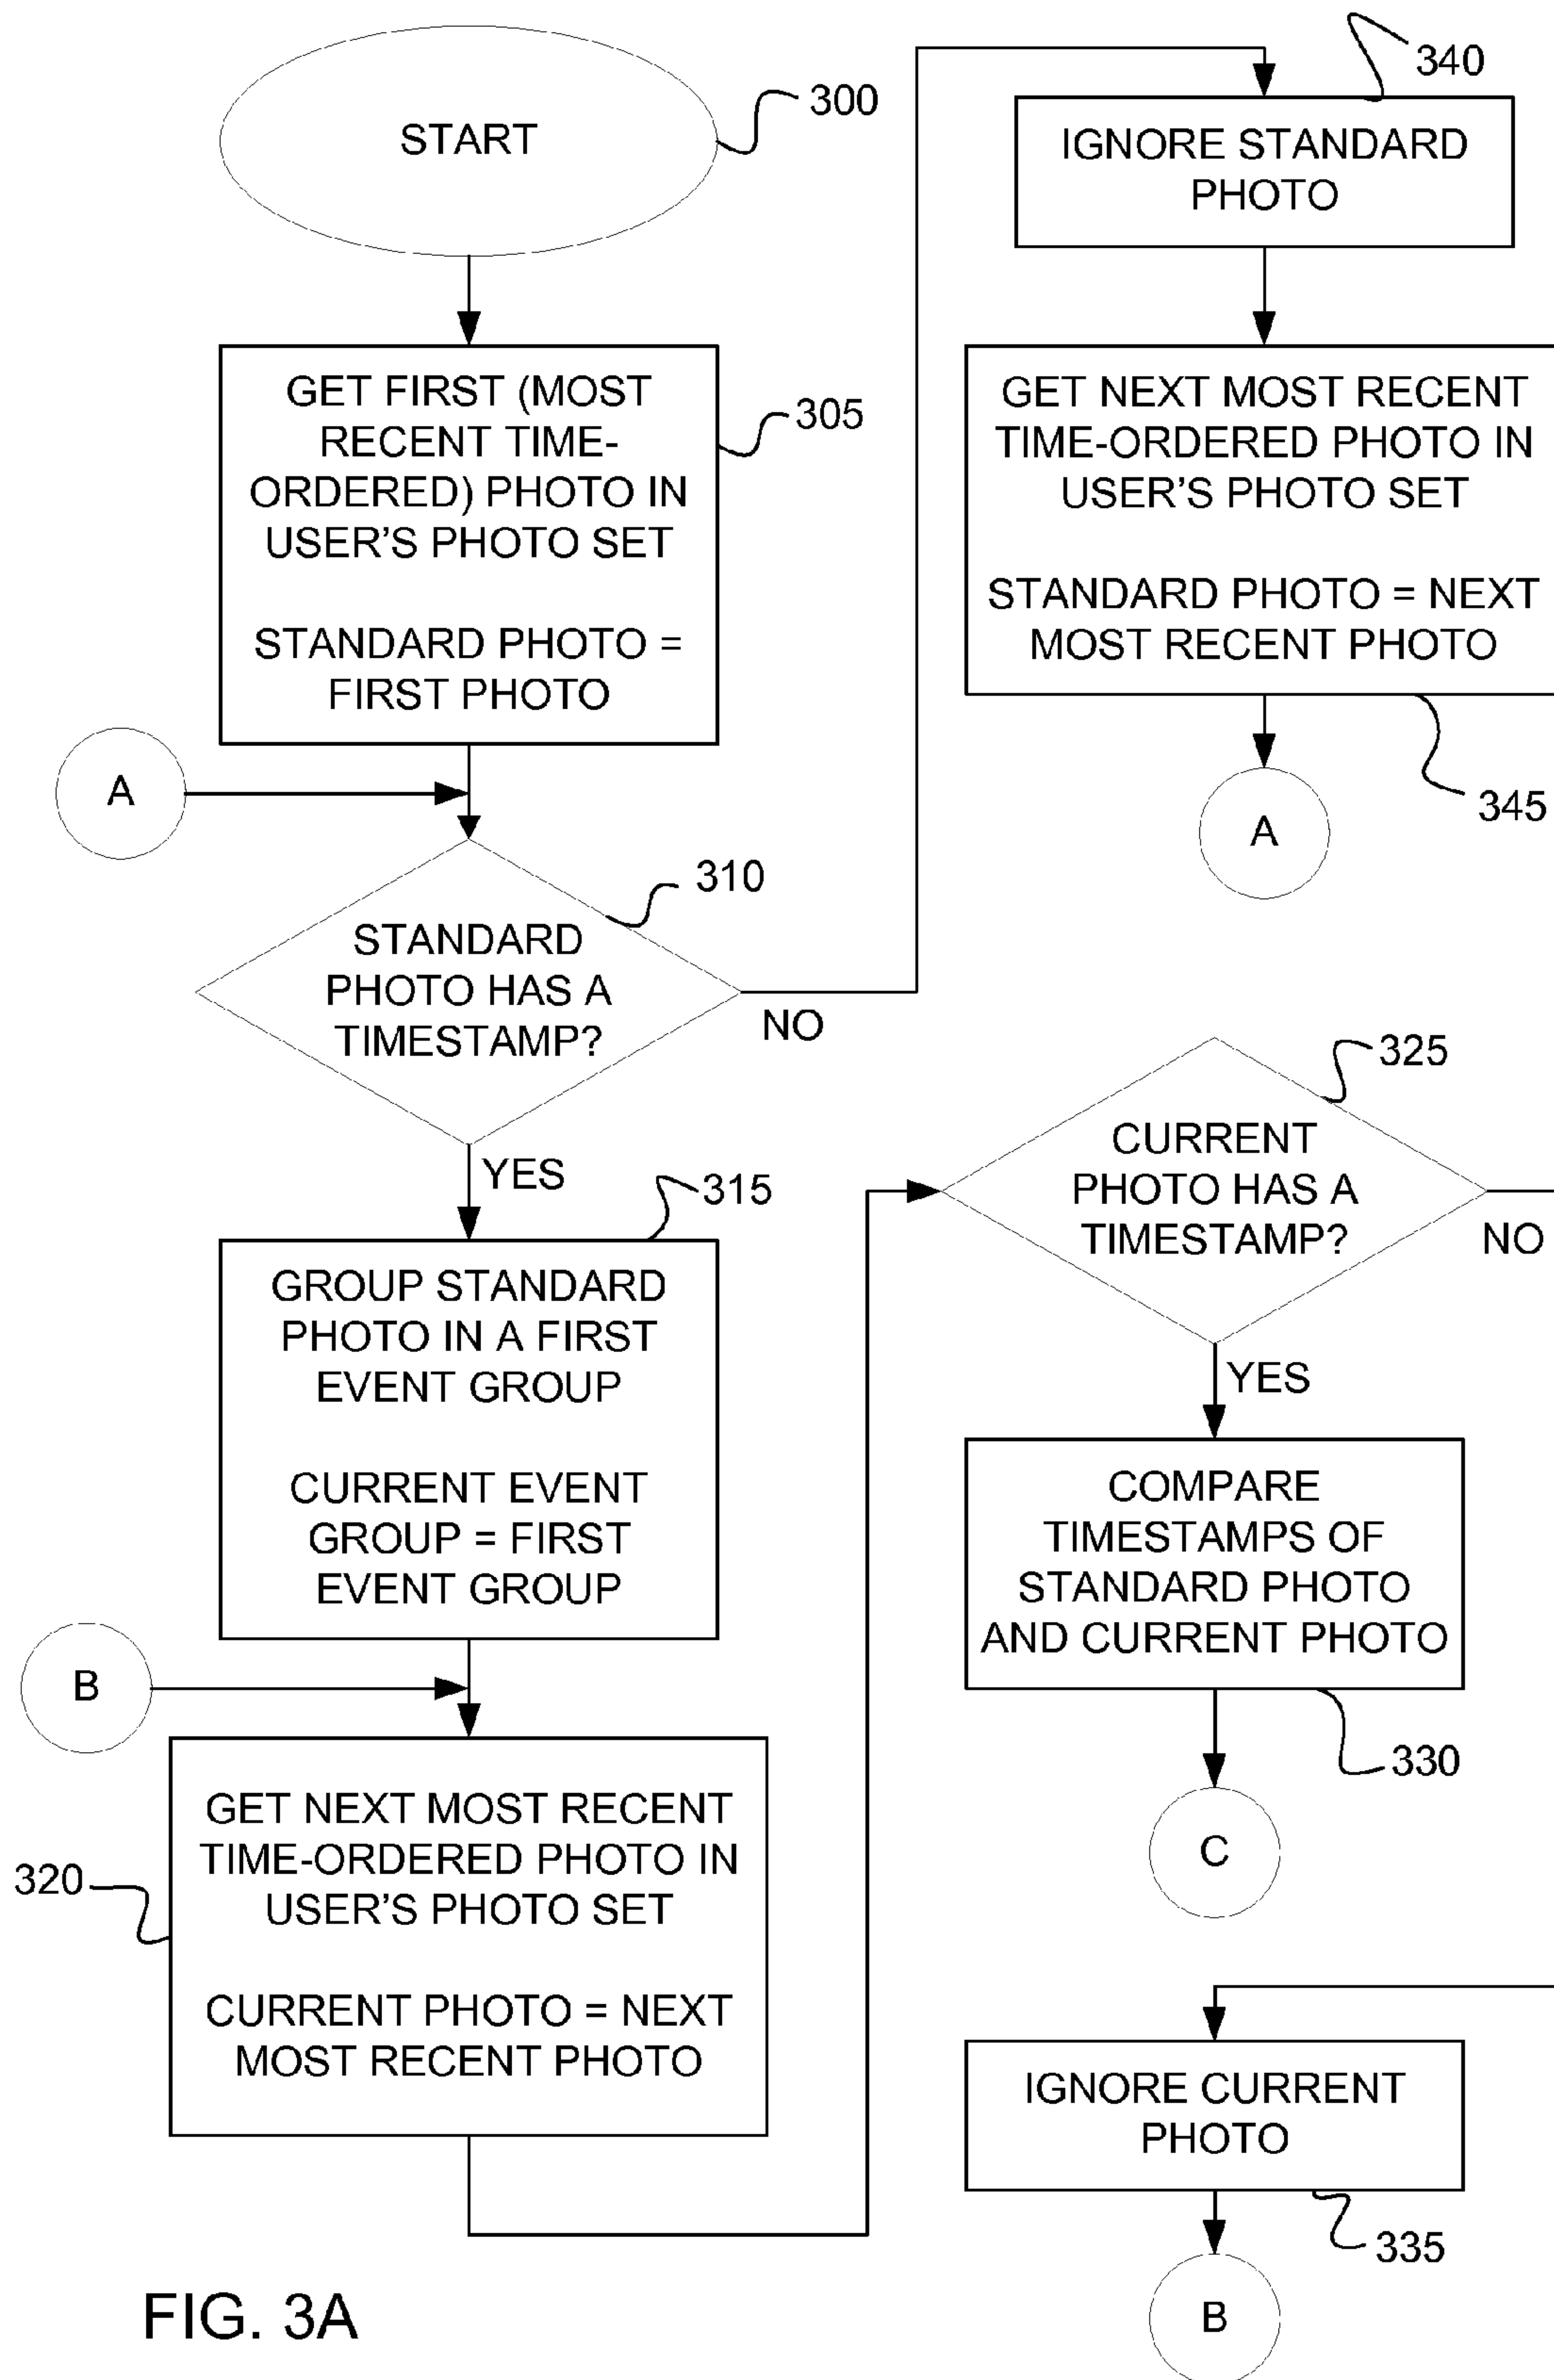 START
300
GET FIRST (MOST
RECENT TIME-
ORDERED) PHOTO IN
USER'S PHOTO SET
STANDARD PHOTO =
FIRST PHOTO
305
A
STANDARD
PHOTO HAS A
TIMESTAMP?
310
NO
YES
315
GROUP STANDARD
PHOTO IN A FIRST
EVENT GROUP
CURRENT EVENT
GROUP = FIRST
EVENT GROUP
B
GET NEXT MOST RECENT
TIME-ORDERED PHOTO IN
USER'S PHOTO SET
CURRENT PHOTO = NEXT
MOST RECENT PHOTO
320
340
IGNORE STANDARD
PHOTO
GET NEXT MOST RECENT
TIME-ORDERED PHOTO IN
USER'S PHOTO SET
STANDARD PHOTO = NEXT
MOST RECENT PHOTO
345
A
325
CURRENT
PHOTO HAS A
TIMESTAMP?
NO
YES
COMPARE
TIMESTAMPS OF
STANDARD PHOTO
AND CURRENT PHOTO
330
C
IGNORE CURRENT
PHOTO
335
B
FIG. 3A